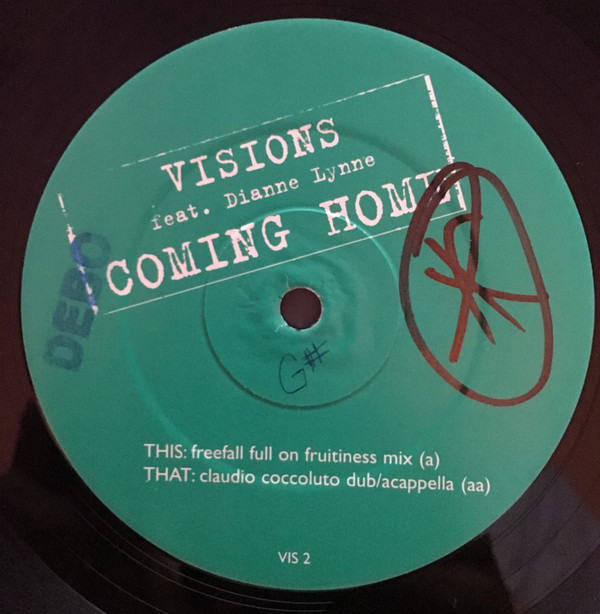 VISIONS
feat. Dianne Lynne
COMING HOME
DEBO
G#
THIS: freefall full on fruitiness mix (a)
THAT: claudio coccoluto dub/acappella (aa)
VIS 2